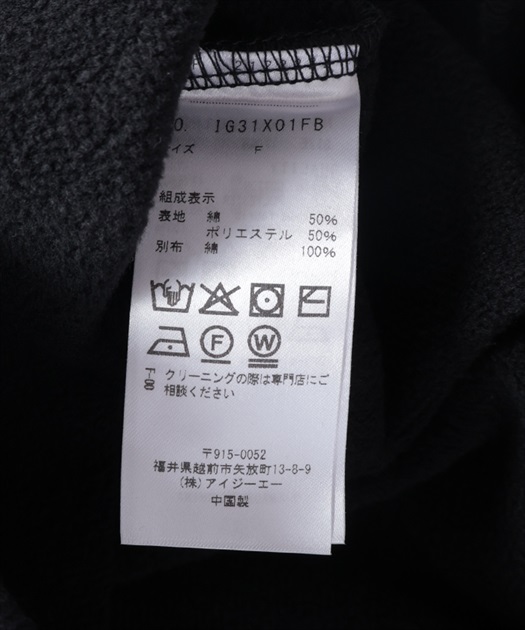 O. IG31X01FB
イズ F
組成表示
表地 綿 50%
ポリエステル 50%
別布 綿 100%
F W
F-00
クリーニングの際は専門店にご
相談ください
〒915-0052
福井県越前市矢放町13-8-9
(株)アイジーエー
中国製